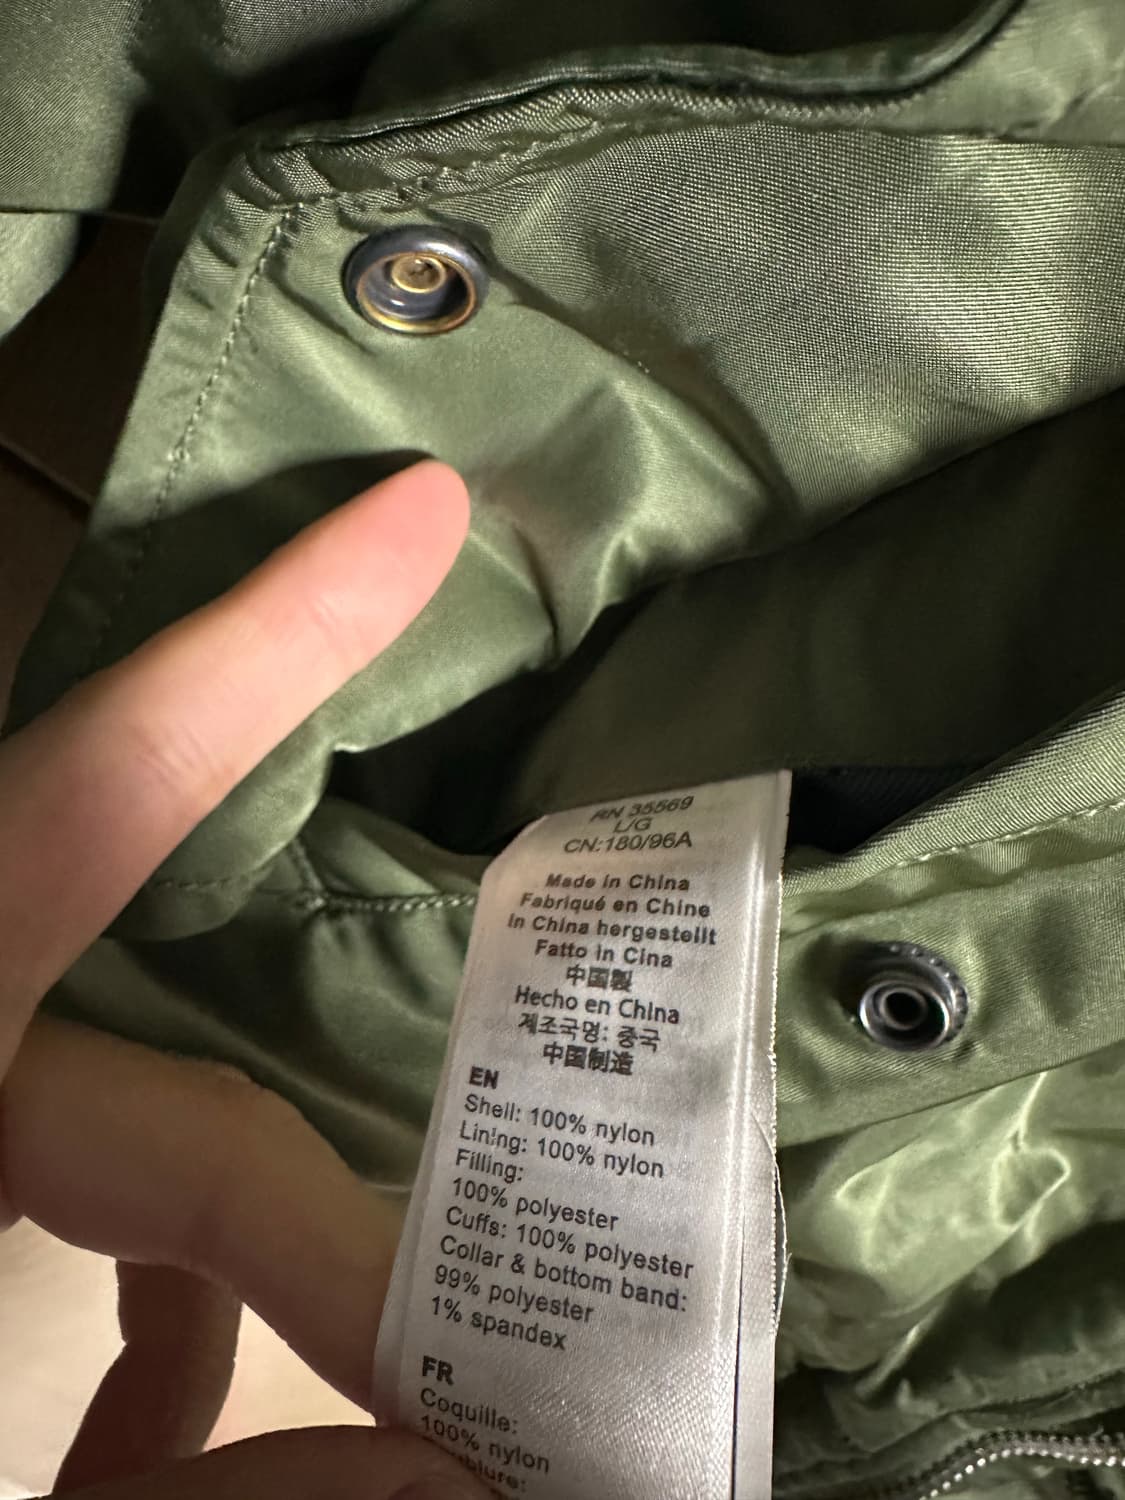 RN 35569
L/G
CN:180/96A
Made in China
Fabriqué en Chine
In China hergestellt
Fatto in Cina
中国製
Hecho en China
제조국명: 중국
中国制造
EN
Shell: 100% nylon
Lining: 100% nylon
Filling:
100% polyester
Cuffs: 100% polyester
Collar & bottom band:
99% polyester
1% spandex
FR
Coquille:
100% nylon